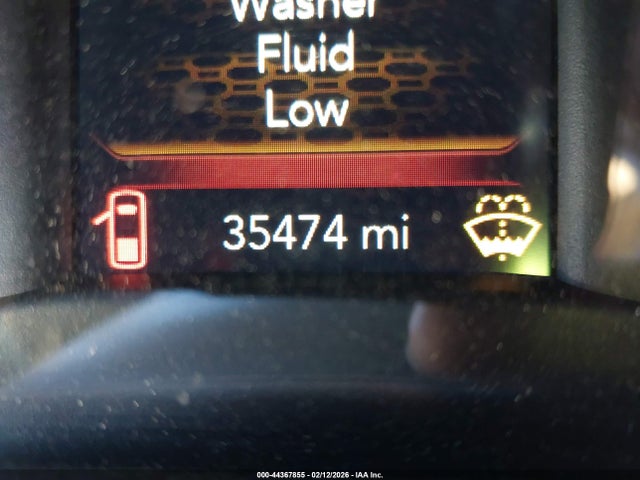 Washer
Fluid
Low
35474 mi
000-44367855 - 02/12/2026 - IAA Inc.